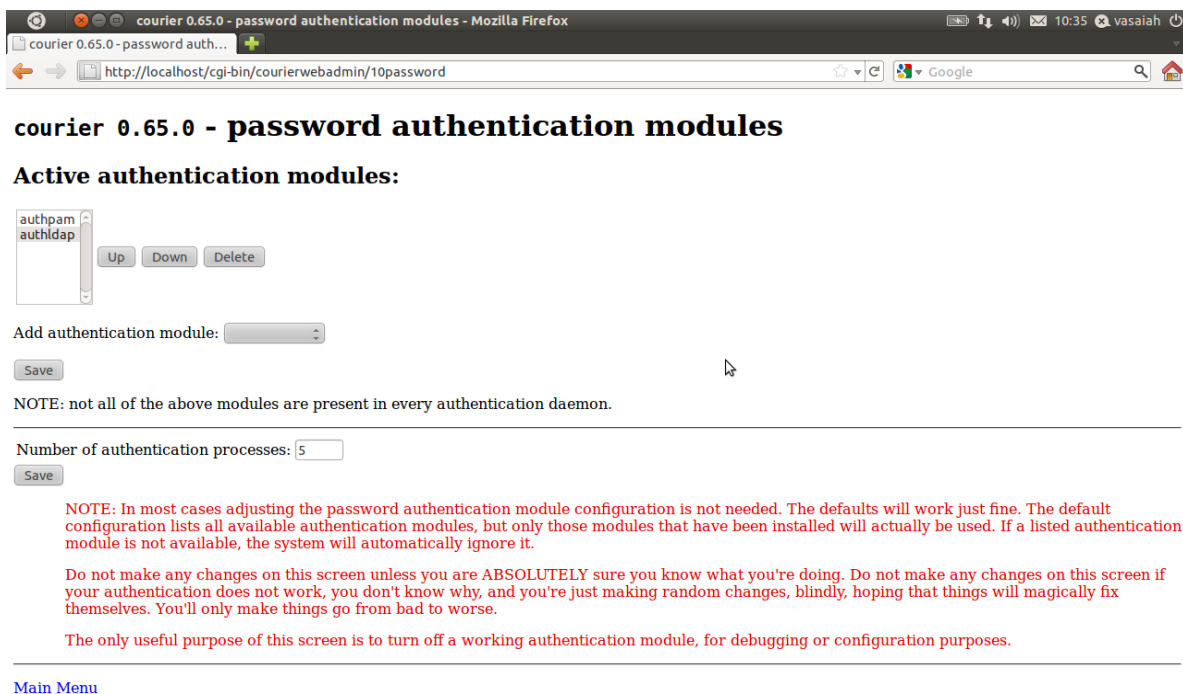 courier 0.65.0 - password authentication modules - Mozilla Firefox
10:35 vasaiah
courier 0.65.0 - password auth...
http://localhost/cgi-bin/courierwebadmin/10password
Google
courier 0.65.0 - password authentication modules
Active authentication modules:
authpam
authldap
Up Down Delete
Add authentication module:
Save
NOTE: not all of the above modules are present in every authentication daemon.
Number of authentication processes: 5
Save
NOTE: In most cases adjusting the password authentication module configuration is not needed. The defaults will work just fine. The default
configuration lists all available authentication modules, but only those modules that have been installed will actually be used. If a listed authentication
module is not available, the system will automatically ignore it.
Do not make any changes on this screen unless you are ABSOLUTELY sure you know what you're doing. Do not make any changes on this screen if
your authentication does not work, you don't know why, and you're just making random changes, blindly, hoping that things will magically fix
themselves. You'll only make things go from bad to worse.
The only useful purpose of this screen is to turn off a working authentication module, for debugging or configuration purposes.
Main Menu